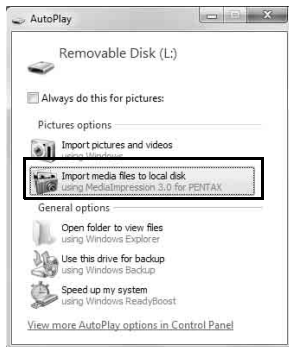 AutoPlay
Removable Disk (L:)
Always do this for pictures:
Pictures options
Import pictures and videos
using Windows
Import media files to local disk
using MediaImpression 3.0 for PENTAX
General options
Open folder to view files
using Windows Explorer
Use this drive for backup
using Windows Backup
Speed up my system
using Windows ReadyBoost
View more AutoPlay options in Control Panel